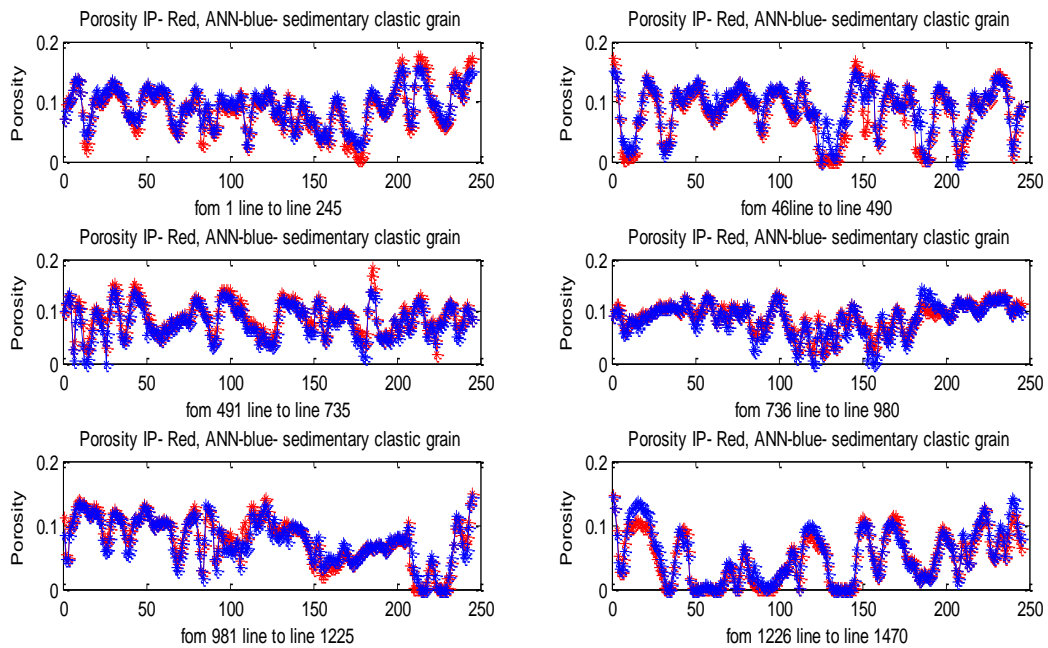 Porosity IP- Red, ANN-blue- sedimentary clastic grain
Porosity
0.2
0.1
0
0 50 100 150 200 250
fom 1 line to line 245
Porosity IP- Red, ANN-blue- sedimentary clastic grain
Porosity
0.2
0.1
0
0 50 100 150 200 250
fom 46line to line 490
Porosity IP- Red, ANN-blue- sedimentary clastic grain
Porosity
0.2
0.1
0
0 50 100 150 200 250
fom 491 line to line 735
Porosity IP- Red, ANN-blue- sedimentary clastic grain
Porosity
0.2
0.1
0
0 50 100 150 200 250
fom 736 line to line 980
Porosity IP- Red, ANN-blue- sedimentary clastic grain
Porosity
0.2
0.1
0
0 50 100 150 200 250
fom 981 line to line 1225
Porosity IP- Red, ANN-blue- sedimentary clastic grain
Porosity
0.2
0.1
0
0 50 100 150 200 250
fom 1226 line to line 1470